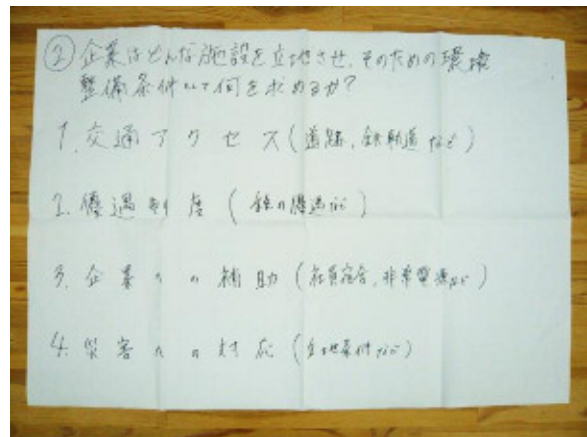 ② 企業はどんな施設を立地させ、そのための環境
整備条件として何を求めるか?
1. 交通アクセス(道路、鉄軌道など)
2. 優遇制度(税の優遇など)
3. 企業への補助(社員宿舎、非常電源など)
4. 災害への対応(立地条件など)